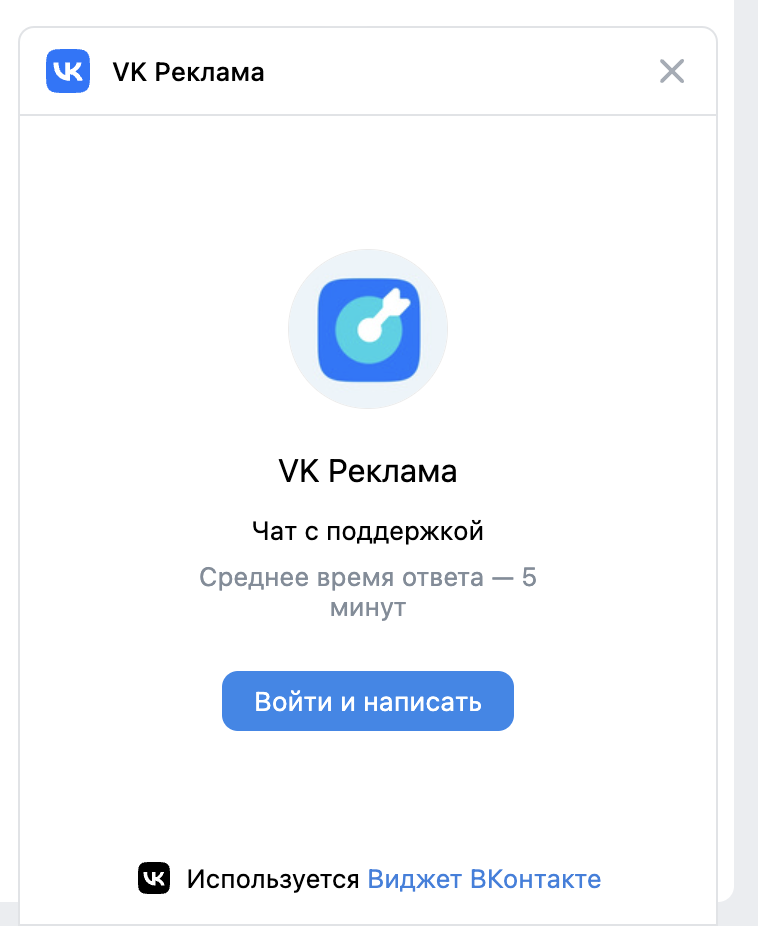 VK Реклама
VK Реклама
Чат с поддержкой
Среднее время ответа — 5
минут
Войти и написать
Используется Виджет ВКонтакте